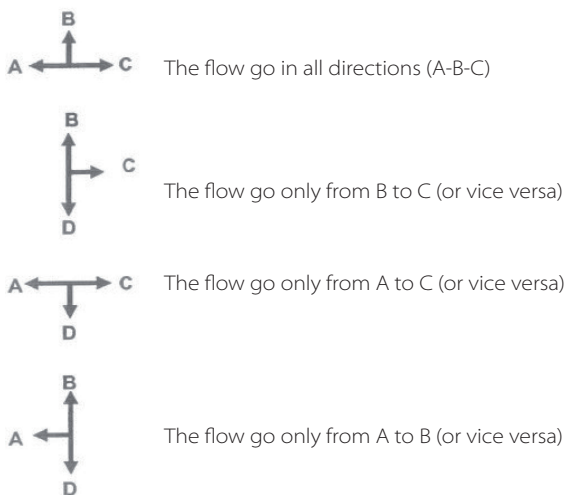 B
A C The flow go in all directions (A-B-C)
B
C
The flow go only from B to C (or vice versa)
D
A C The flow go only from A to C (or vice versa)
D
B
A The flow go only from A to B (or vice versa)
D